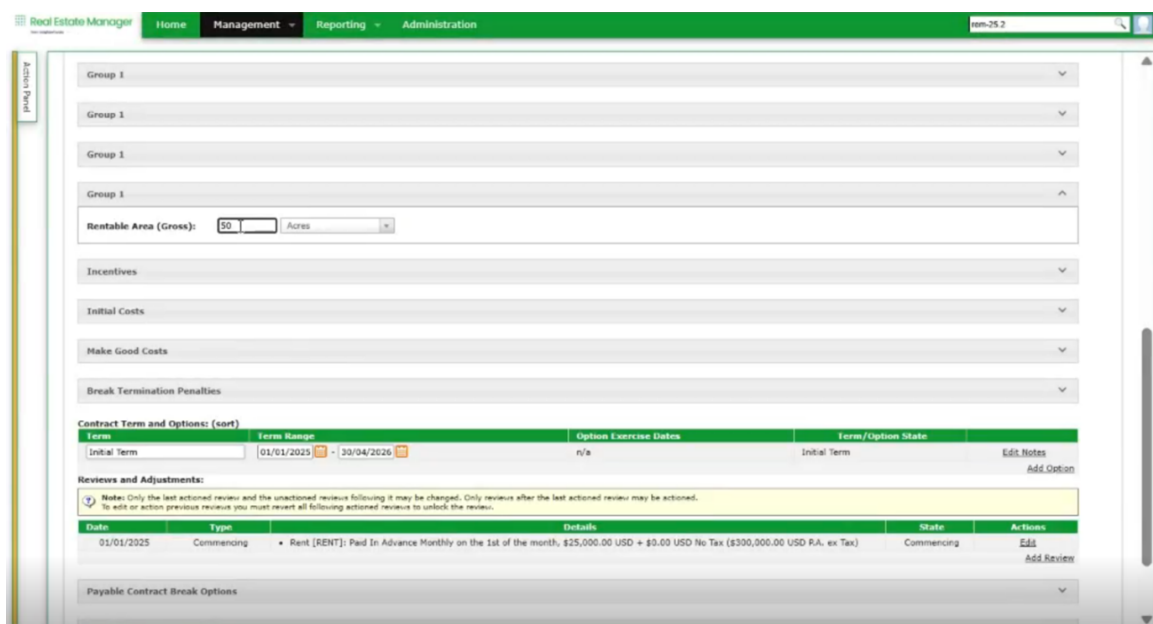 Real Estate Manager
Home Management Reporting Administration
rem-25.2
Action Panel
Group 1
Group 1
Group 1
Group 1
Rentable Area (Gross): 50 Acres
Incentives
Initial Costs
Make Good Costs
Break Termination Penalties
Contract Term and Options: (sort)
Term Term Range Option Exercise Dates Term/Option State
Initial Term 01/01/2025 - 30/04/2026 n/a Initial Term Edit Notes
Add Option
Reviews and Adjustments:
Note: Only the last actioned review and the unactioned reviews following it may be changed. Only reviews after the last actioned review may be actioned.
To edit or action previous reviews you must revert all following actioned reviews to unlock the review.
Date Type Details State Actions
01/01/2025 Commencing • Rent [RENT]: Paid In Advance Monthly on the 1st of the month, $25,000.00 USD + $0.00 USD No Tax ($300,000.00 USD P.A. ex Tax) Commencing Edit
Add Review
Payable Contract Break Options